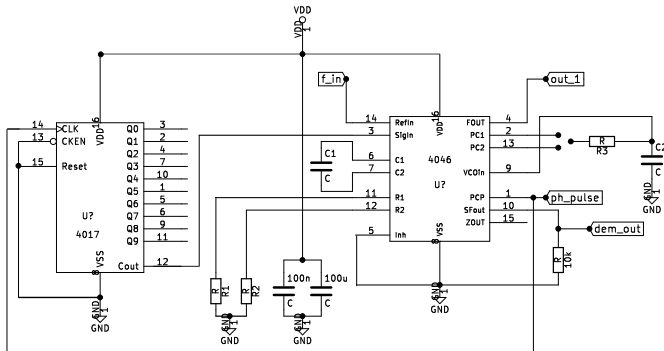 VDD
VDD
1
f_in
out_1
14 CLK
13 CKEN
15 Reset
VDD 16
Q0 3
Q1 2
Q2 4
Q3 7
Q4 10
Q5 1
Q6 5
Q7 6
Q8 9
Q9 11
U?
4017
VSS 8
Cout 12
GND 1
GND
C1
C
14 RefIn
3 SigIn
6 C1
7 C2
11 R1
12 R2
5 Inh
VDD 16
4046
U?
VSS 8
FOUT 4
PC1 2
PC2 13
VCOIn 9
PCP 1
SFout 10
ZOUT 15
R
R3
C2
C
GND 1
GND
ph_pulse
dem_out
R
10k
R
R1
R
R2
GND 1
GND
100n
C
100u
C
GND 1
GND
GND 1
GND